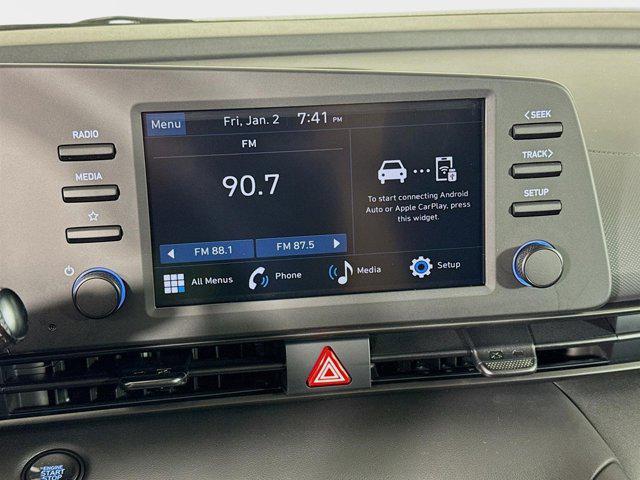 Menu Fri, Jan. 2 7:41 PM
FM
90.7
To start connecting Android
Auto or Apple CarPlay, press
this widget.
◀ FM 88.1 FM 87.5 ▶
All Menus Phone Media Setup
RADIO
MEDIA
☆
<SEEK
TRACK>
SETUP
ENGINE
START
STOP